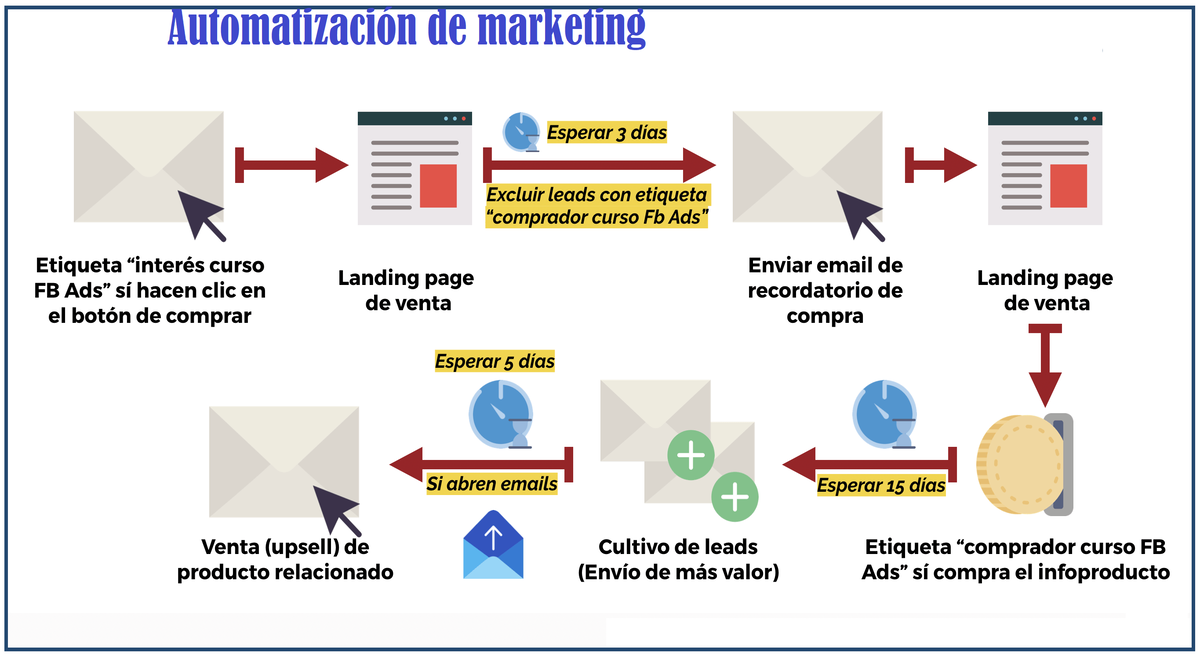 Automatización de marketing
Esperar 3 días
Excluir leads con etiqueta
“comprador curso Fb Ads”
Etiqueta “interés curso
FB Ads” sí hacen clic en
el botón de comprar
Landing page
de venta
Enviar email de
recordatorio de
compra
Landing page
de venta
Esperar 5 días
Si abren emails
Esperar 15 días
Venta (upsell) de
producto relacionado
Cultivo de leads
(Envío de más valor)
Etiqueta “comprador curso FB
Ads” sí compra el infoproducto